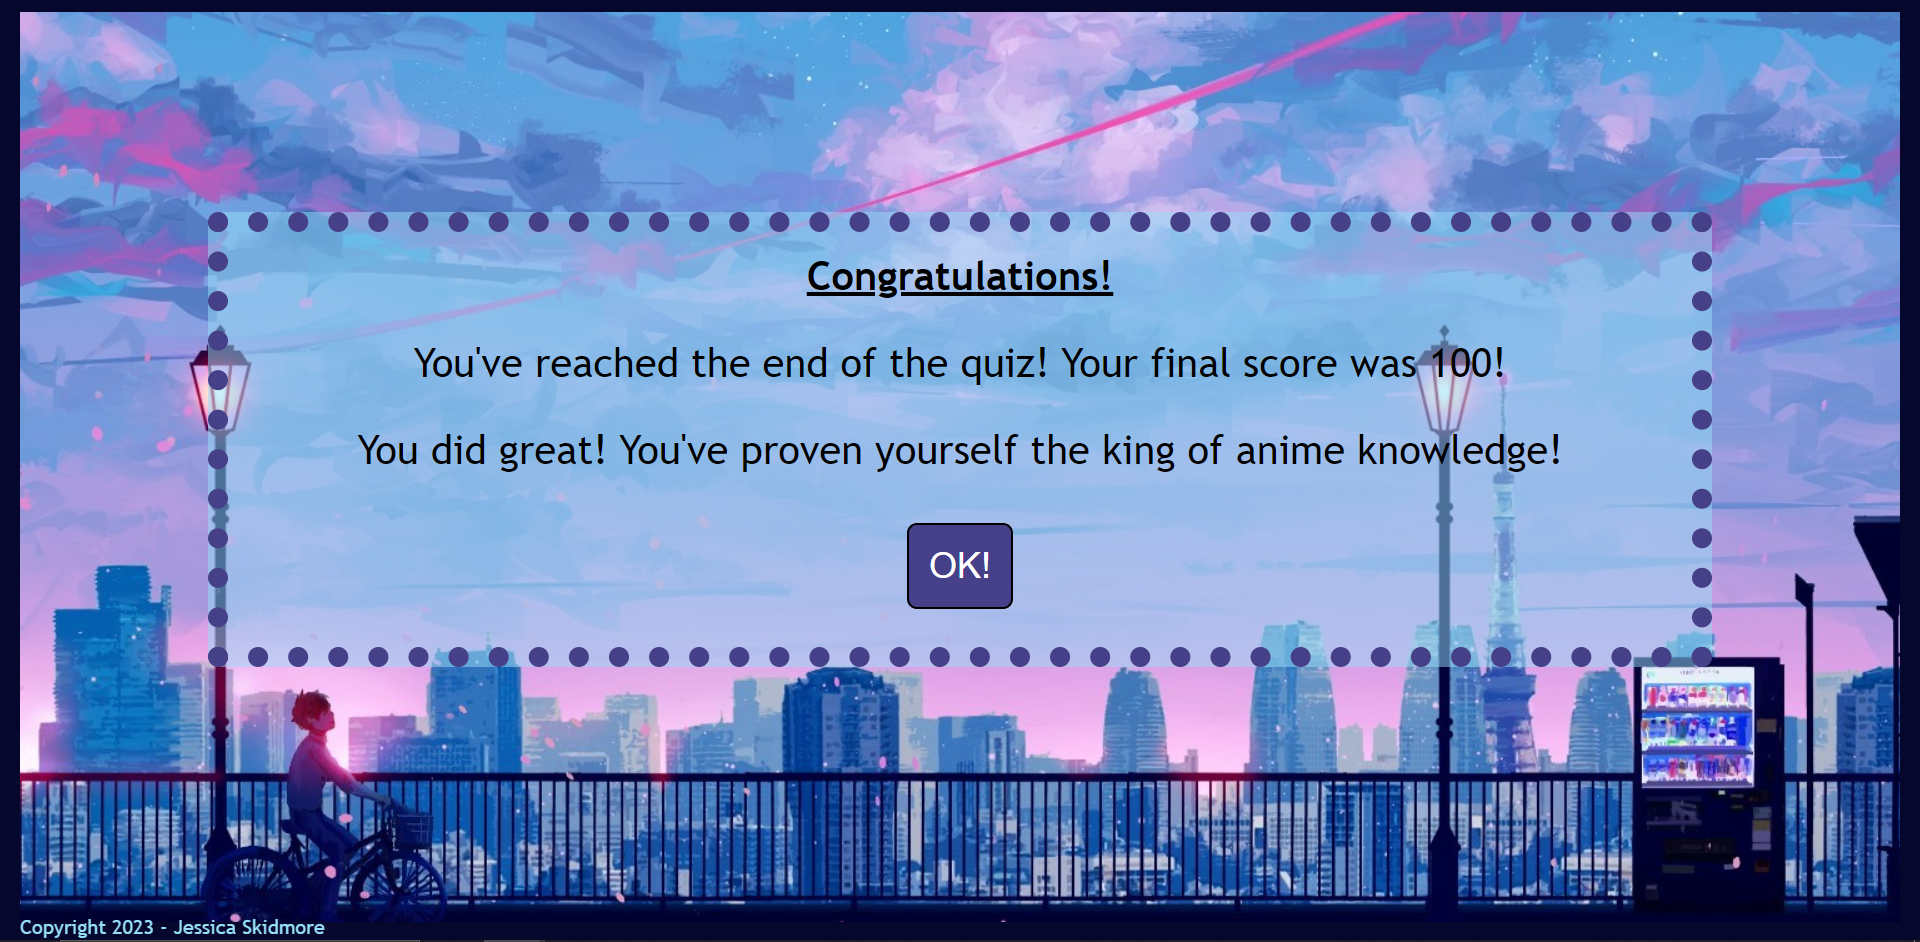 Congratulations!
You've reached the end of the quiz! Your final score was 100!
You did great! You've proven yourself the king of anime knowledge!
OK!
Copyright 2023 - Jessica Skidmore